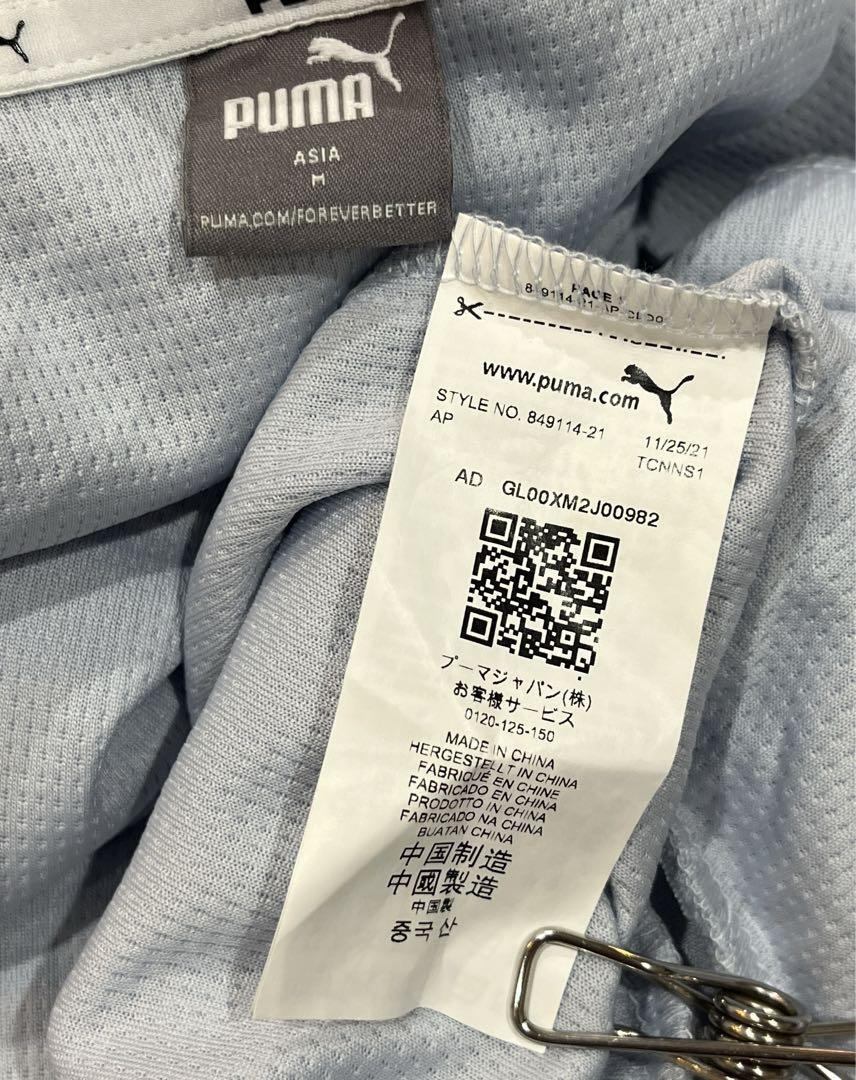 PUMA
ASIA
M
PUMA.COM/FOREVERBETTER
www.puma.com
STYLE NO. 849114-21
AP
11/25/21
TCNNS1
AD GL00XM2J00982
プーマジャパン(株)
お客様サービス
0120-125-150
MADE IN CHINA
HERGESTELLT IN CHINA
FABRIQUÉ EN CHINE
FABRICADO EN CHINA
PRODOTTO IN CHINA
FABRICADO NA CHINA
BUATAN CHINA
中国制造
中國製造
中国製
중국산